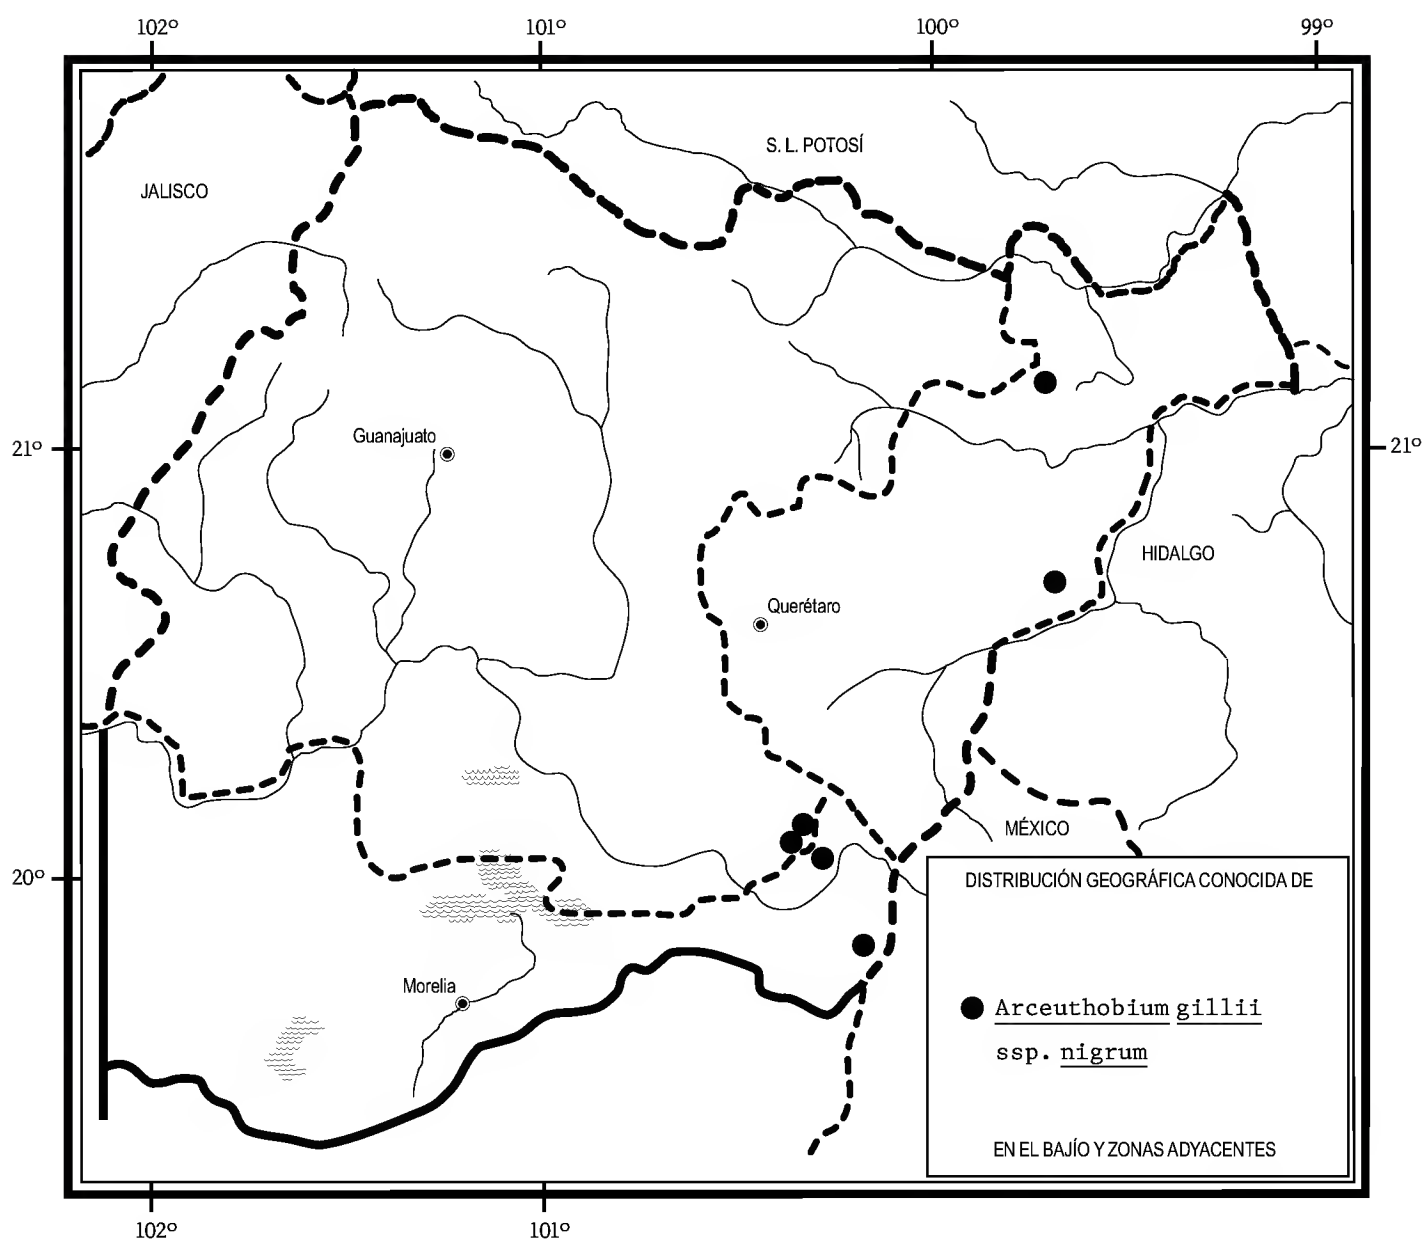 102º 101º 100º 99º
S. L. POTOSÍ
JALISCO
Guanajuato
21º
21º
HIDALGO
Querétaro
MÉXICO
20º
DISTRIBUCIÓN GEOGRÁFICA CONOCIDA DE
Morelia
Arceuthobium gillii
ssp. nigrum
EN EL BAJÍO Y ZONAS ADYACENTES
102º 101º